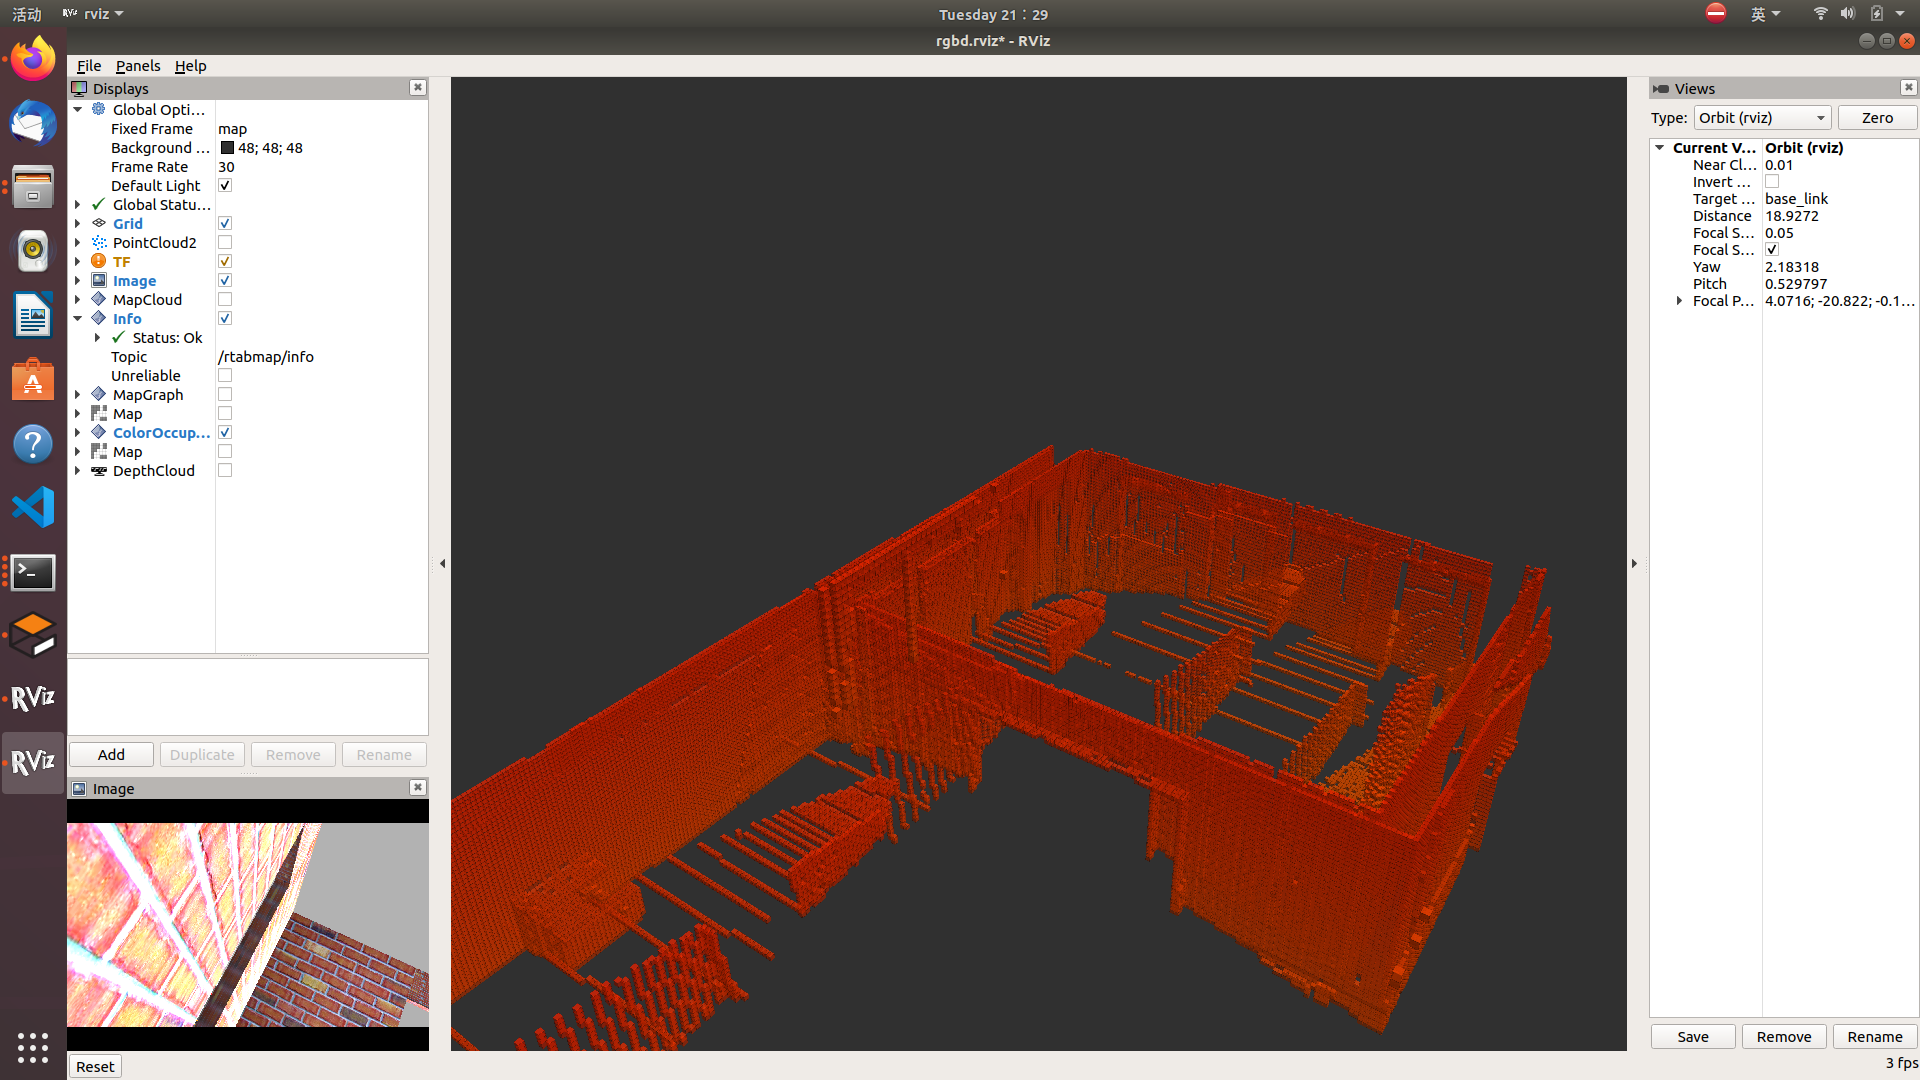 活动
RViz rviz
Tuesday 21：29
英
rgbd.rviz* - RViz
File Panels Help
Displays
Global Opti...
Fixed Frame map
Background ... 48; 48; 48
Frame Rate 30
Default Light
Global Statu...
Grid
PointCloud2
TF
Image
MapCloud
Info
Status: Ok
Topic /rtabmap/info
Unreliable
MapGraph
Map
ColorOccup...
Map
DepthCloud
Add Duplicate Remove Rename
Image
Reset
RViz
RViz
Views
Type: Orbit (rviz) Zero
Current V... Orbit (rviz)
Near Cl... 0.01
Invert ...
Target ... base_link
Distance 18.9272
Focal S... 0.05
Focal S...
Yaw 2.18318
Pitch 0.529797
Focal P... 4.0716; -20.822; -0.1...
Save Remove Rename
3 fps